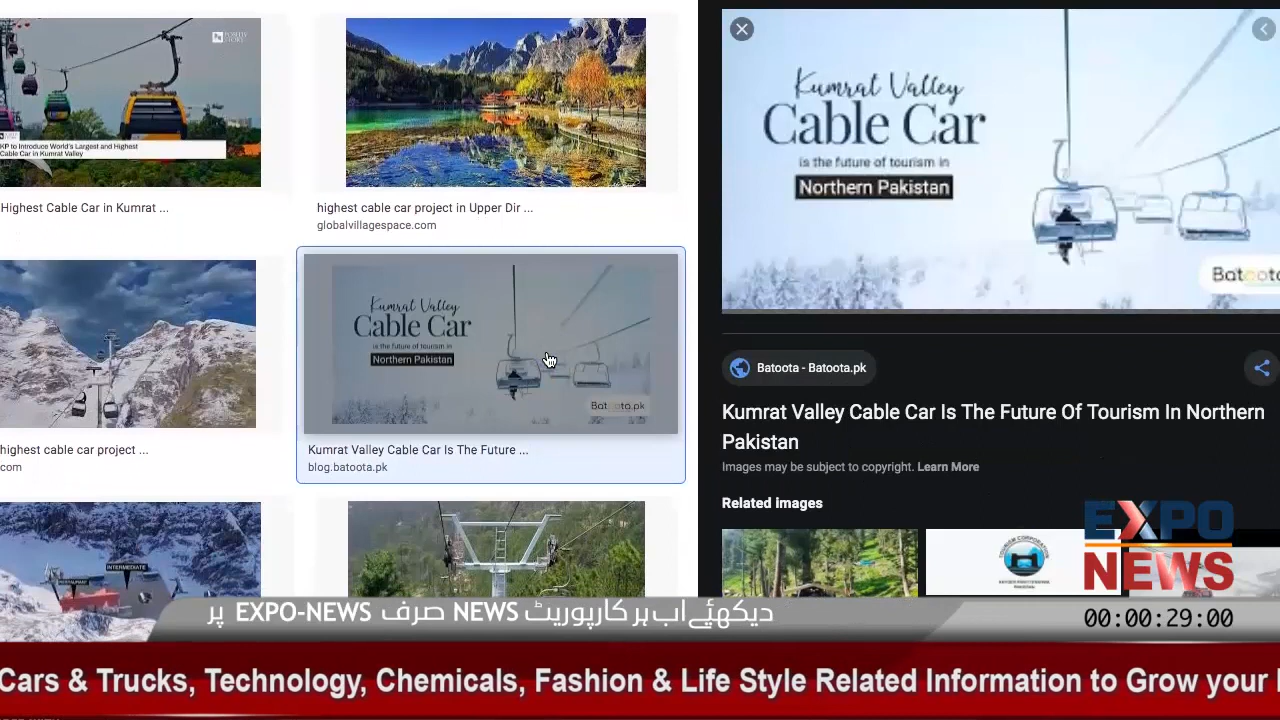 KP to Introduce World's Largest and Highest
Cable Car in Kumrat Valley
Highest Cable Car in Kumrat ...
highest cable car project in Upper Dir ...
globalvillagespace.com
highest cable car project ...
com
Kumrat Valley
Cable Car
is the future of tourism in
Northern Pakistan
Batoota.pk
Kumrat Valley Cable Car Is The Future ...
blog.batoota.pk
RESTAURANT
INTERMEDIATE
Kumrat Valley
Cable Car
is the future of tourism in
Northern Pakistan
Batoota
Batoota - Batoota.pk
Kumrat Valley Cable Car Is The Future Of Tourism In Northern
Pakistan
Images may be subject to copyright. Learn More
Related images
EXPO
NEWS
دیکھئے اب ہر کارپوریٹ NEWS صرف EXPO-NEWS پر
00:00:29:00
Cars & Trucks, Technology, Chemicals, Fashion & Life Style Related Information to Grow your